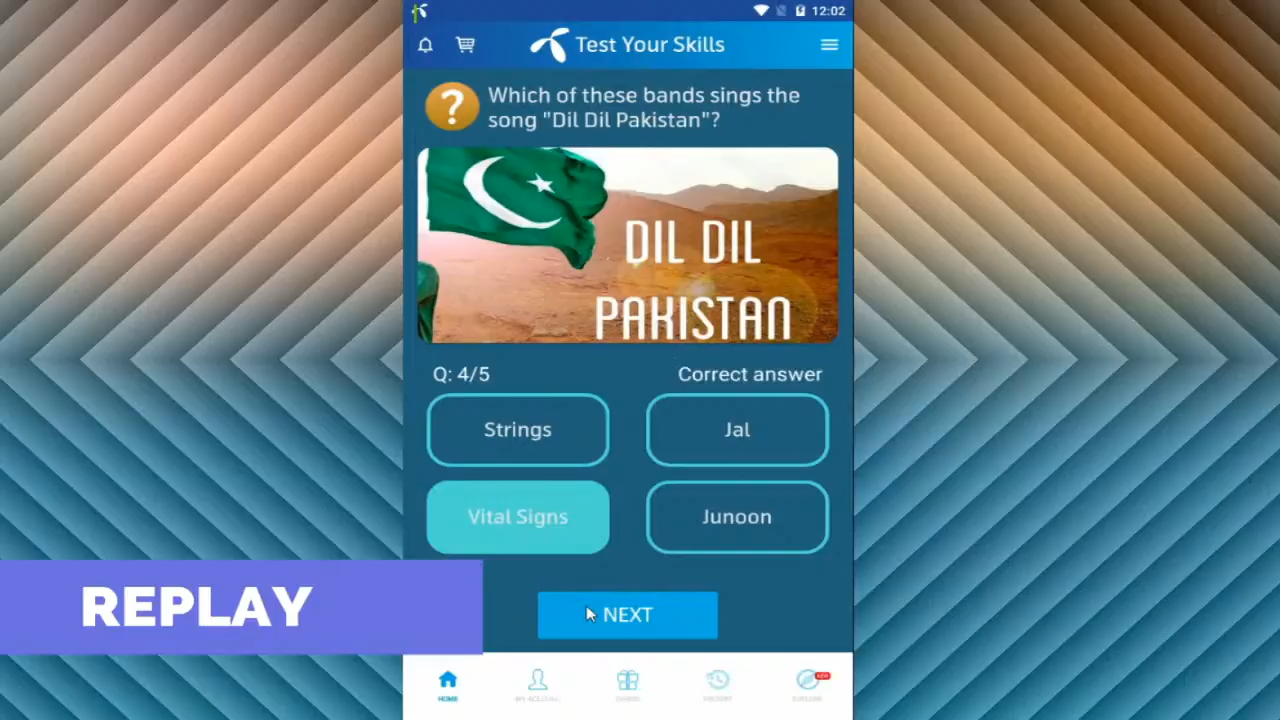 12:02
Test Your Skills
? Which of these bands sings the
song "Dil Dil Pakistan"?
DIL DIL
PAKISTAN
Q: 4/5
Correct answer
Strings
Jal
Vital Signs
Junoon
REPLAY
NEXT
HOME